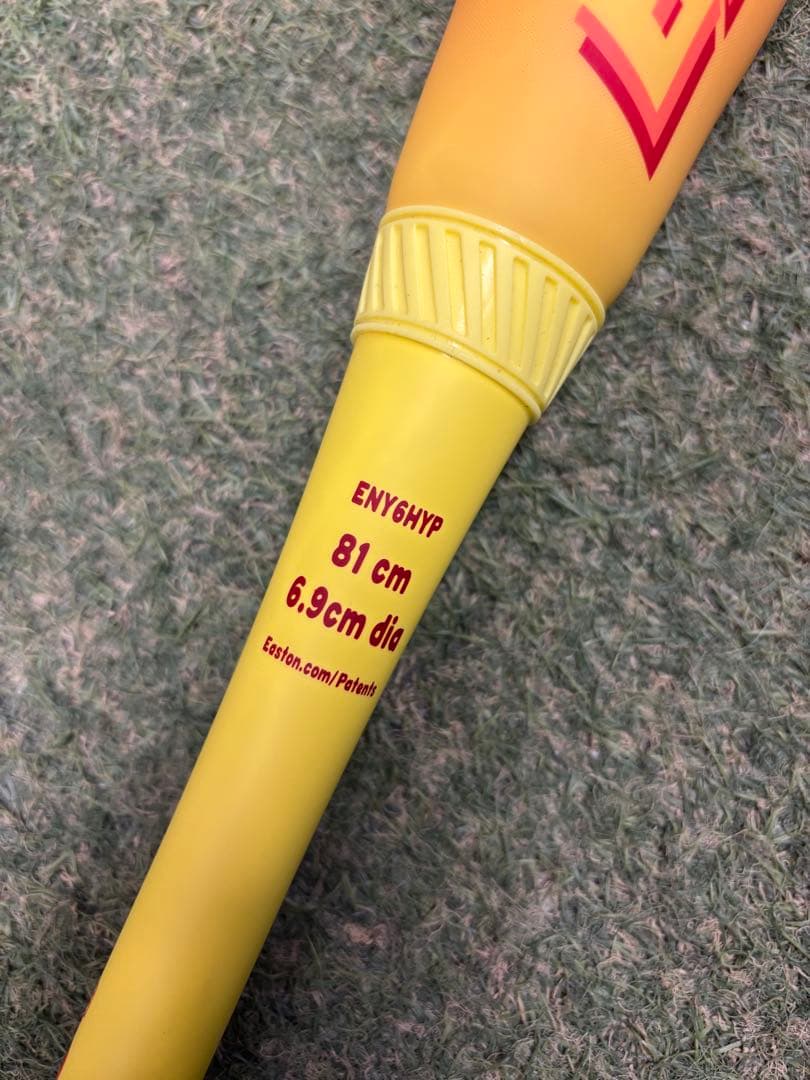 ENY6HYP
81 cm
6.9cm dia
Easton.com/Patents